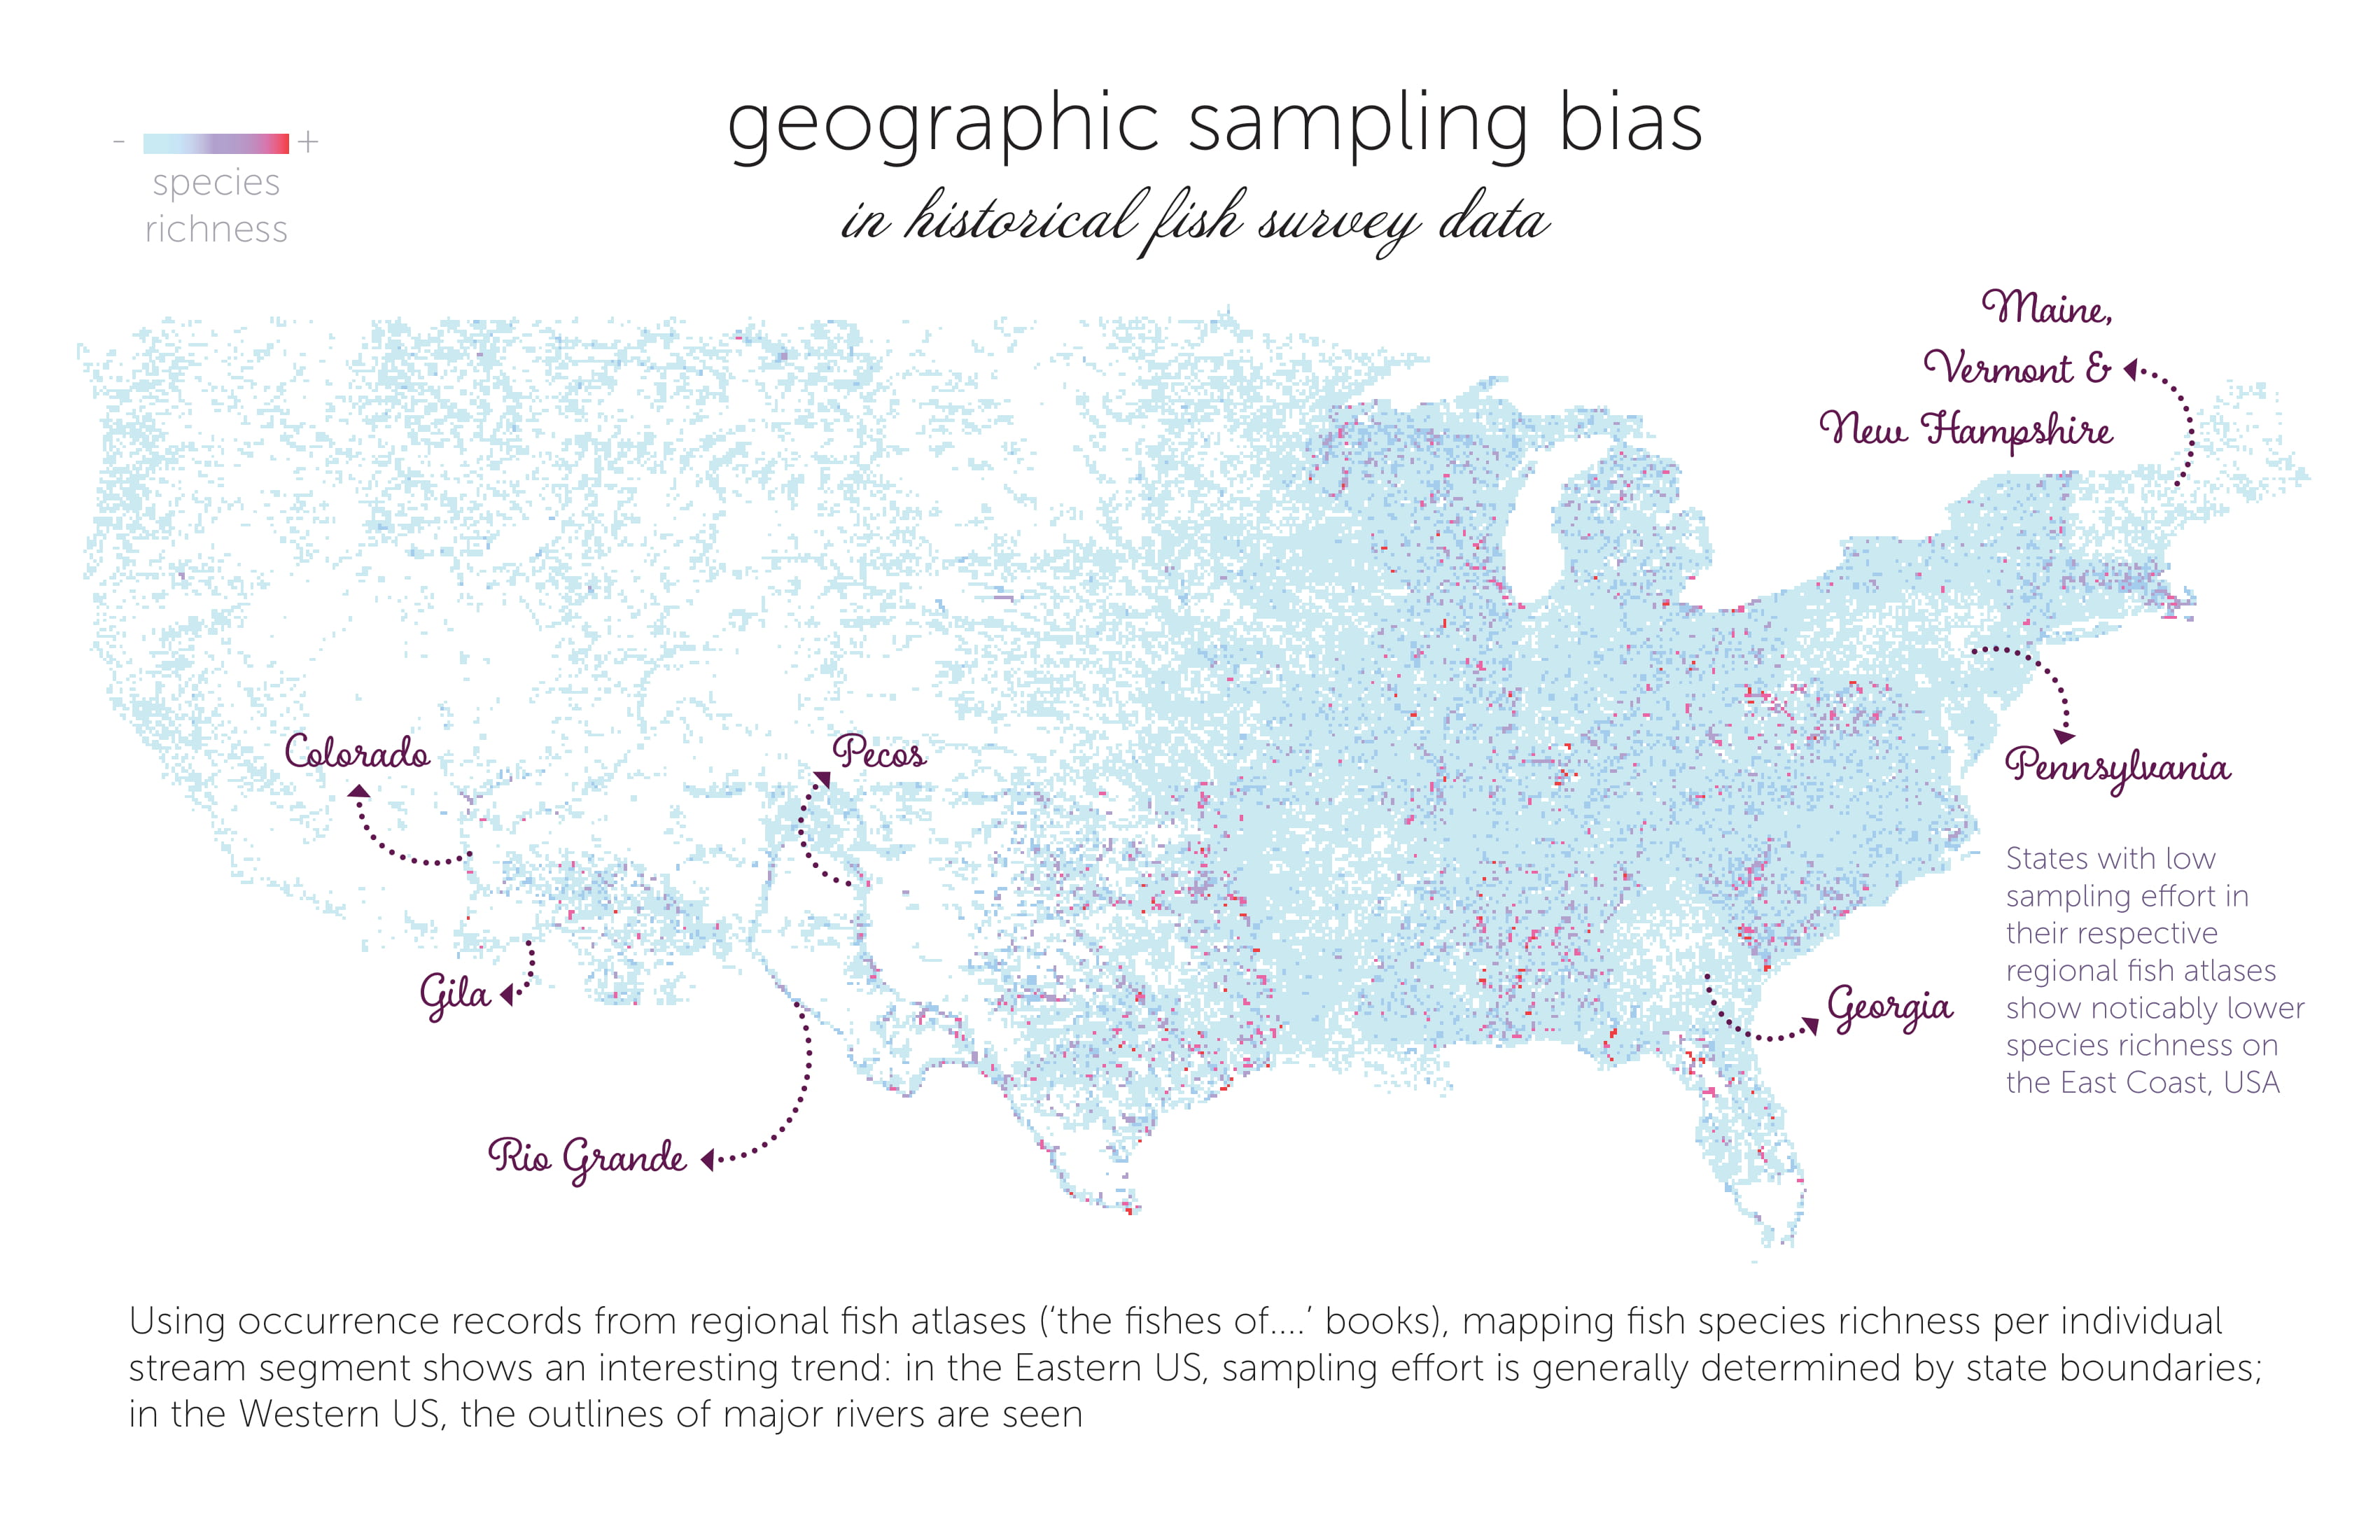 geographic sampling bias
in historical fish survey data
- +
species
richness
Maine,
Vermont &
New Hampshire
Colorado
Pecos
Pennsylvania
States with low
sampling effort in
their respective
regional fish atlases
show noticably lower
species richness on
the East Coast, USA
Gila
Georgia
Rio Grande
Using occurrence records from regional fish atlases (‘the fishes of....’ books), mapping fish species richness per individual
stream segment shows an interesting trend: in the Eastern US, sampling effort is generally determined by state boundaries;
in the Western US, the outlines of major rivers are seen